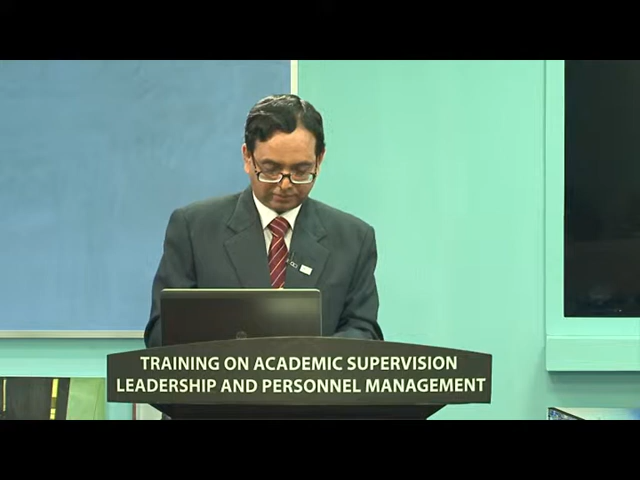 TRAINING ON ACADEMIC SUPERVISION
LEADERSHIP AND PERSONNEL MANAGEMENT